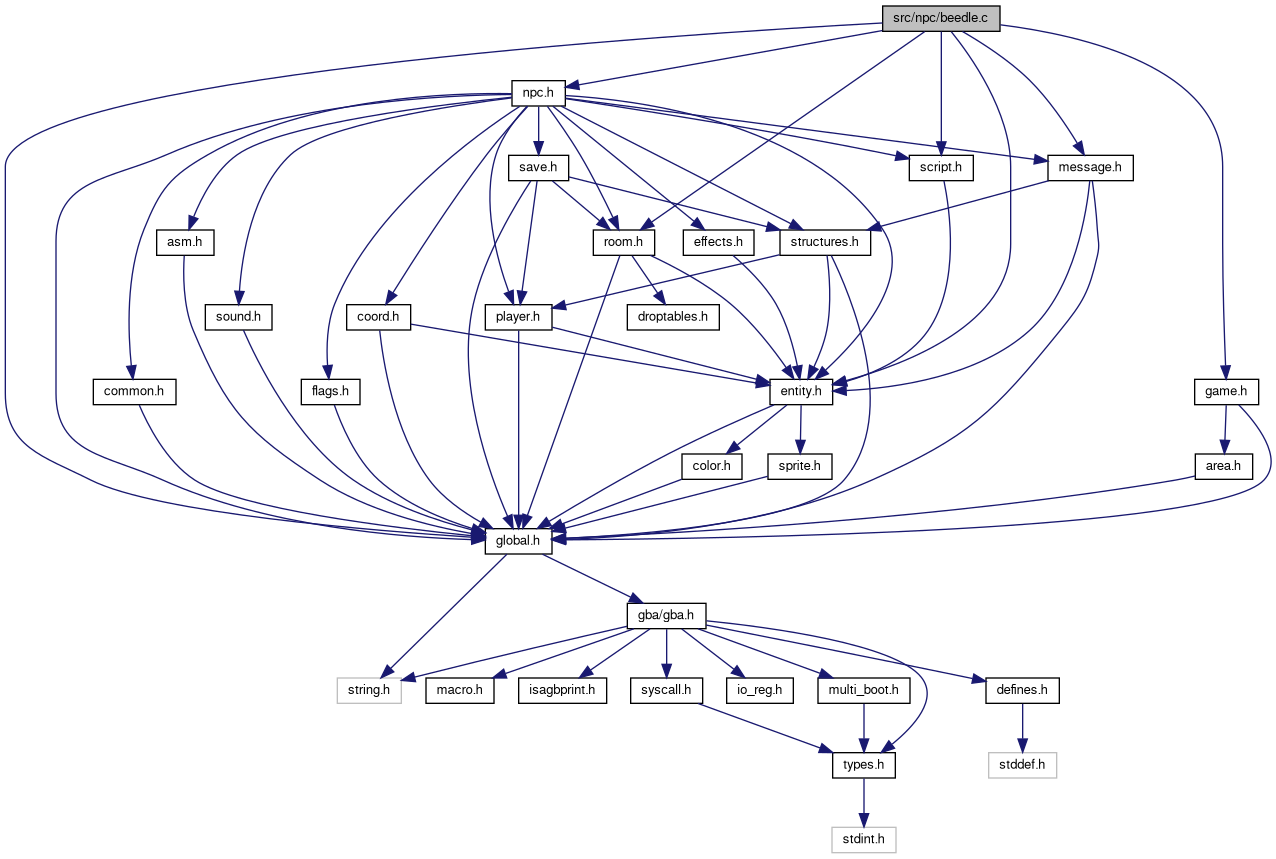 src/npc/beedle.c
npc.h
save.h
script.h
message.h
asm.h
room.h
effects.h
structures.h
sound.h
coord.h
player.h
droptables.h
common.h
flags.h
entity.h
game.h
color.h
sprite.h
area.h
global.h
gba/gba.h
string.h
macro.h
isagbprint.h
syscall.h
io_reg.h
multi_boot.h
defines.h
types.h
stddef.h
stdint.h